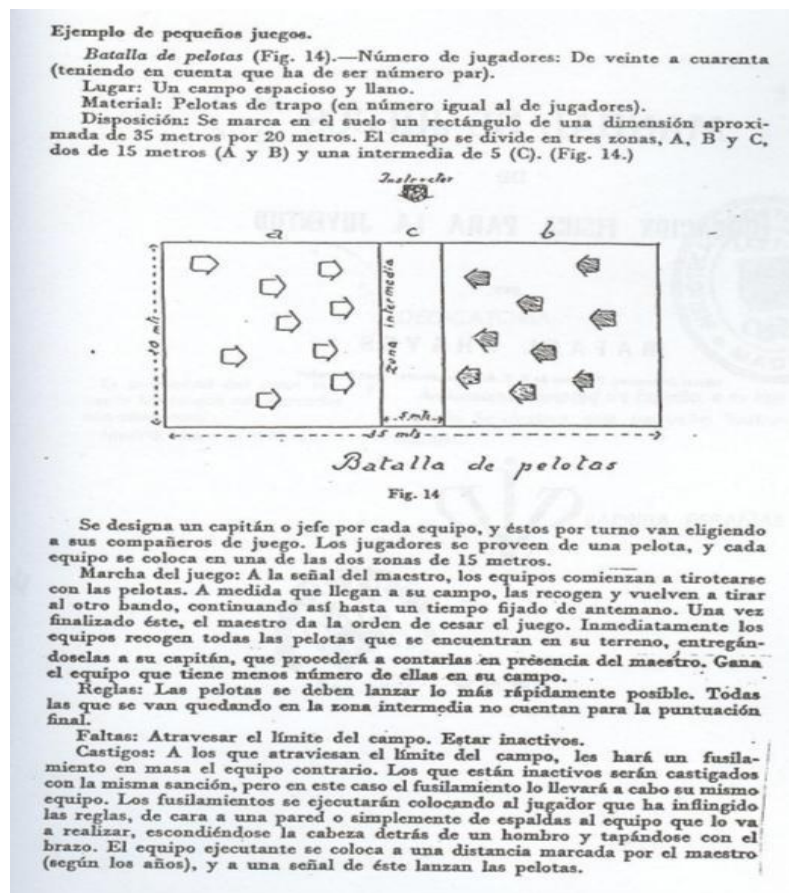 Ejemplo de pequeños juegos.
Batalla de pelotas (Fig. 14).—Número de jugadores: De veinte a cuarenta
(teniendo en cuenta que ha de ser número par).
Lugar: Un campo espacioso y llano.
Material: Pelotas de trapo (en número igual al de jugadores).
Disposición: Se marca en el suelo un rectángulo de una dimensión aproxi-
mada de 35 metros por 20 metros. El campo se divide en tres zonas, A, B y C,
dos de 15 metros (A y B) y una intermedia de 5 (C). (Fig. 14.)
Instructor
a c b
20 mts
Zona intermedia
5 mts
35 mts
Batalla de pelotas
Fig. 14
Se designa un capitán o jefe por cada equipo, y éstos por turno van eligiendo
a sus compañeros de juego. Los jugadores se proveen de una pelota, y cada
equipo se coloca en una de las dos zonas de 15 metros.
Marcha del juego: A la señal del maestro, los equipos comienzan a tirotearse
con las pelotas. A medida que llegan a su campo, las recogen y vuelven a tirar
al otro bando, continuando así hasta un tiempo fijado de antemano. Una vez
finalizado éste, el maestro da la orden de cesar el juego. Inmediatamente los
equipos recogen todas las pelotas que se encuentran en su terreno, entregán-
doselas a su capitán, que procederá a contarlas en presencia del maestro. Gana
el equipo que tiene menos número de ellas en su campo.
Reglas: Las pelotas se deben lanzar lo más rápidamente posible. Todas
las que se van quedando en la zona intermedia no cuentan para la puntuación
final.
Faltas: Atravesar el límite del campo. Estar inactivos.
Castigos: A los que atraviesan el límite del campo, les hará un fusila-
miento en masa el equipo contrario. Los que están inactivos serán castigados
con la misma sanción, pero en este caso el fusilamiento lo llevará a cabo su mismo
equipo. Los fusilamientos se ejecutarán colocando al jugador que ha inflingido
las reglas, de cara a una pared o simplemente de espaldas al equipo que lo va
a realizar, escondiéndose la cabeza detrás de un hombro y tapándose con el
brazo. El equipo ejecutante se coloca a una distancia marcada por el maestro
(según los años), y a una señal de éste lanzan las pelotas.